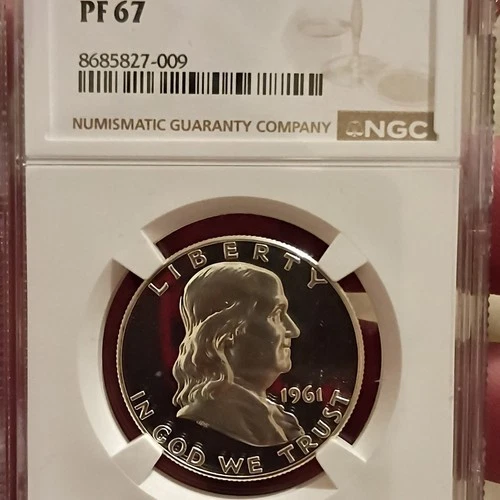 PF 67
8685827-009
NUMISMATIC GUARANTY COMPANY NGC
LIBERTY
1961
IN GOD WE TRUST